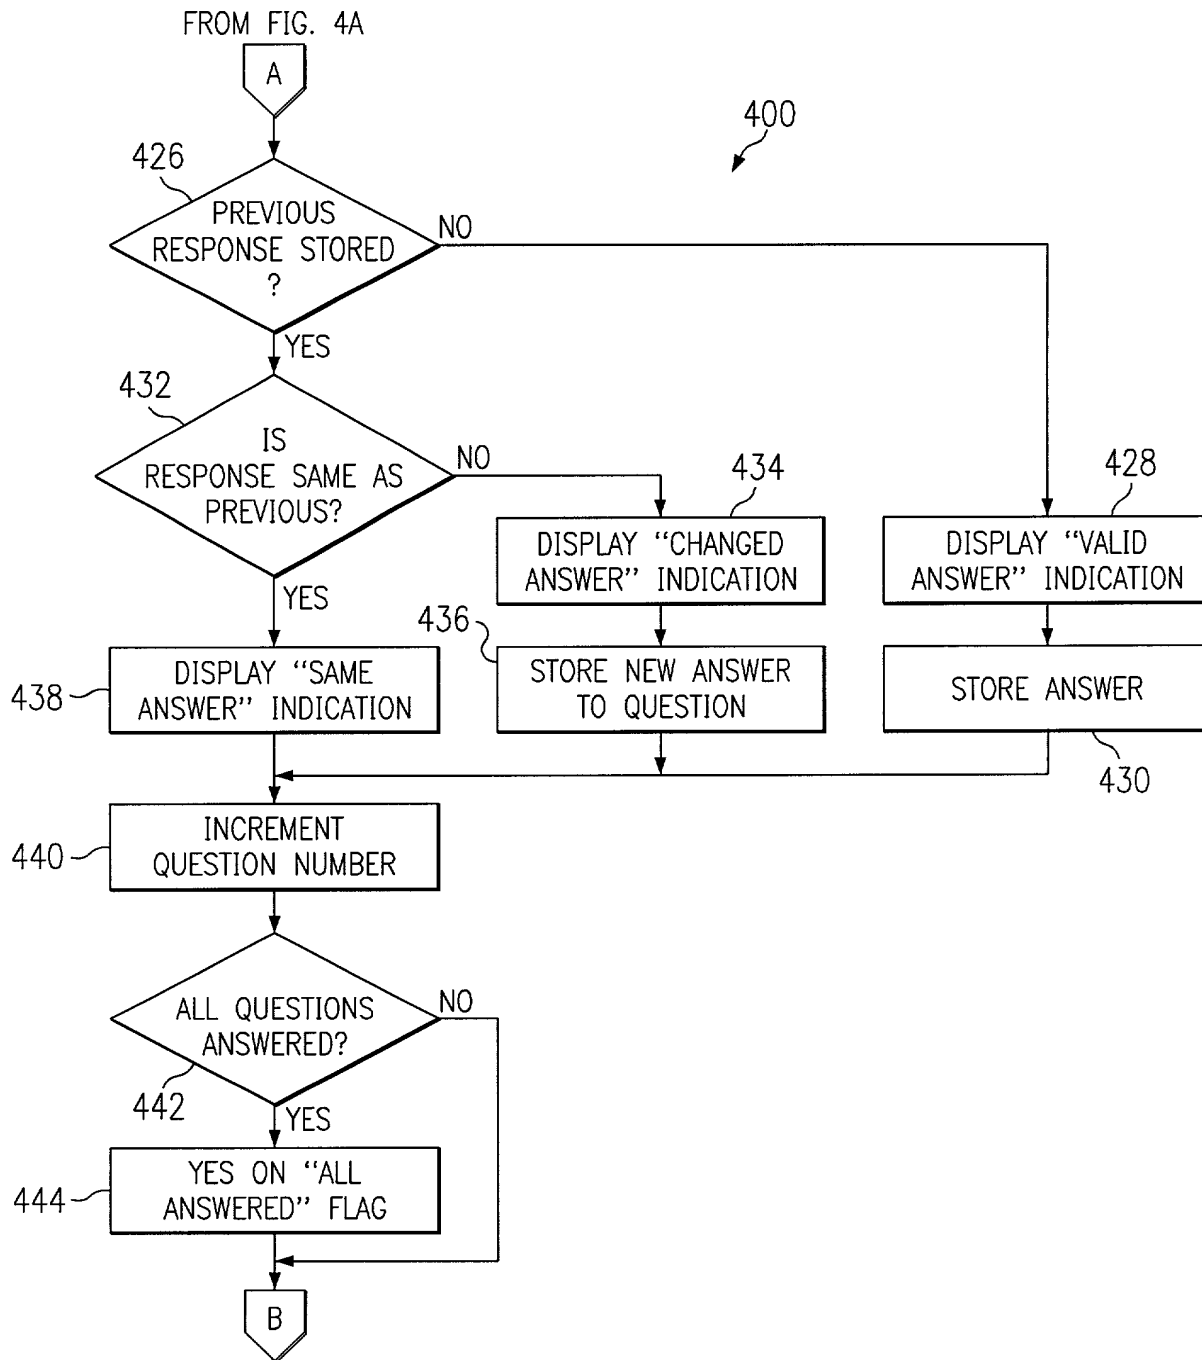 FROM FIG. 4A
A
400
426
PREVIOUS
RESPONSE STORED
?
NO
YES
432
IS
RESPONSE SAME AS
PREVIOUS?
NO
YES
434
DISPLAY “CHANGED
ANSWER” INDICATION
428
DISPLAY “VALID
ANSWER” INDICATION
438
DISPLAY “SAME
ANSWER” INDICATION
436
STORE NEW ANSWER
TO QUESTION
STORE ANSWER
430
440
INCREMENT
QUESTION NUMBER
ALL QUESTIONS
ANSWERED?
NO
442
YES
444
YES ON “ALL
ANSWERED” FLAG
B